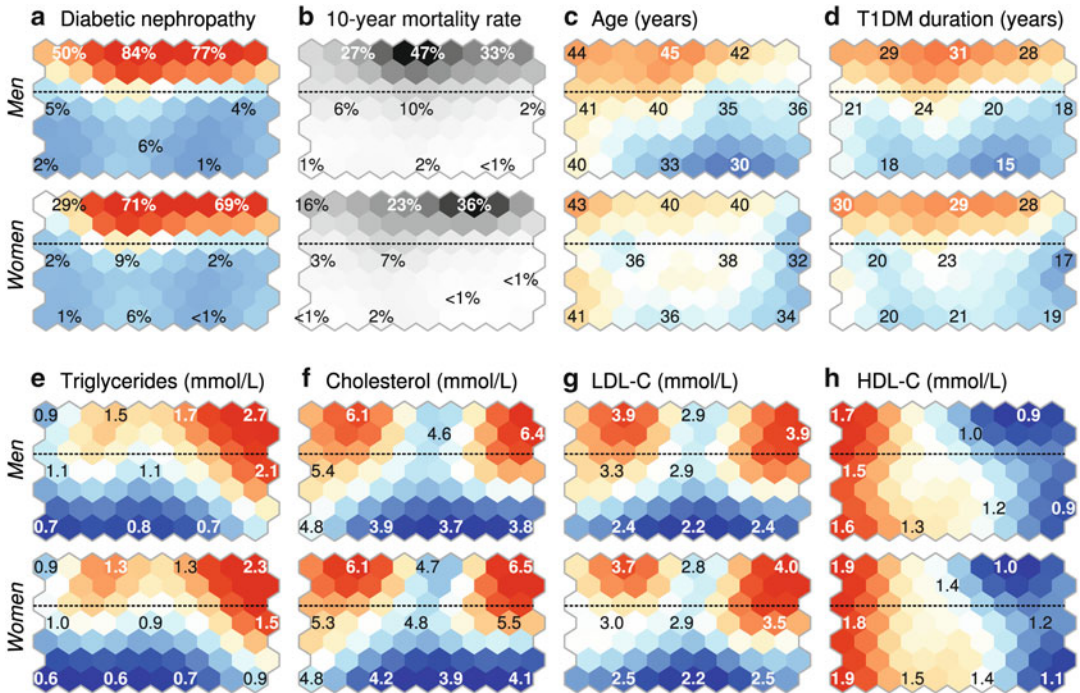 a Diabetic nephropathy
b 10-year mortality rate
c Age (years)
d T1DM duration (years)
Men
50% 84% 77%
5% 4%
6%
2% 1%
27% 47% 33%
6% 10% 2%
1% 2% <1%
44 45 42
41 40 35 36
40 33 30
29 31 28
21 24 20 18
18 15
Women
29% 71% 69%
2% 9% 2%
1% 6% <1%
16% 23% 36%
3% 7%
<1%
<1%
<1% 2%
43 40 40
36 38 32
41 36 34
30 29 28
20 23 17
20 21 19
e Triglycerides (mmol/L)
f Cholesterol (mmol/L)
g LDL-C (mmol/L)
h HDL-C (mmol/L)
Men
0.9 1.5 1.7 2.7
1.1 1.1 2.1
0.7 0.8 0.7
6.1 4.6 6.4
5.4
4.8 3.9 3.7 3.8
3.9 2.9 3.9
3.3 2.9
2.4 2.2 2.4
1.7 1.0 0.9
1.5
1.2 0.9
1.6 1.3
Women
0.9 1.3 1.3 2.3
1.0 0.9 1.5
0.6 0.6 0.7 0.9
6.1 4.7 6.5
5.3 4.8 5.5
4.8 4.2 3.9 4.1
3.7 2.8 4.0
3.0 2.9 3.5
2.5 2.2 2.5
1.9 1.4 1.0
1.8 1.2
1.9 1.5 1.4 1.1